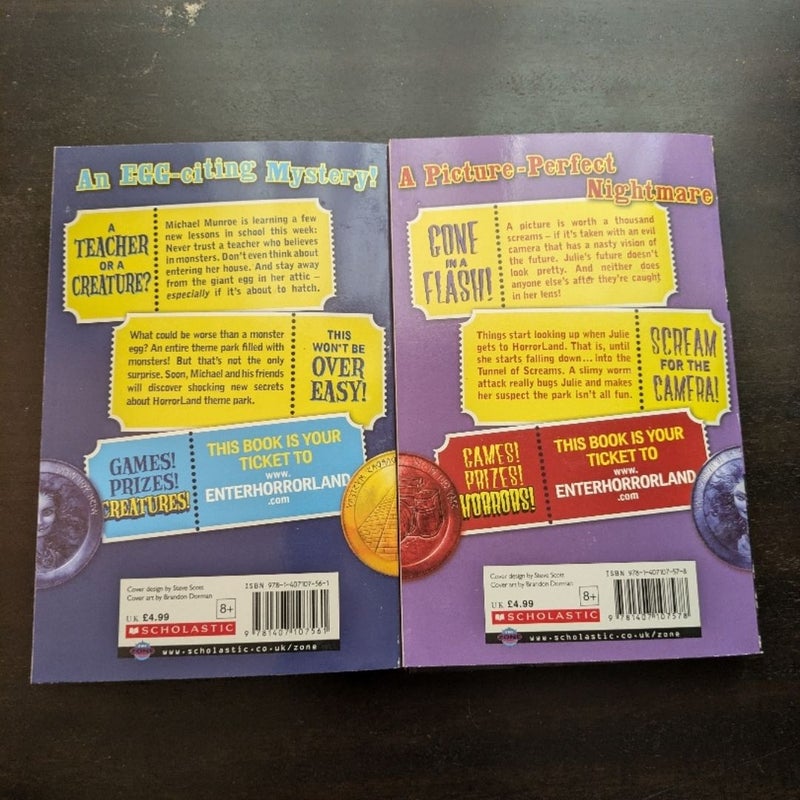 An EGG-citing Mystery!
A
TEACHER
OR A
CREATURE?
Michael Munroe is learning a few
new lessons in school this week:
Never trust a teacher who believes
in monsters. Don't even think about
entering her house. And stay away
from the giant egg in her attic –
especially if it's about to hatch.
What could be worse than a monster
egg? An entire theme park filled with
monsters! But that's not the only
surprise. Soon, Michael and his friends
will discover shocking new secrets
about HorrorLand theme park.
THIS
WON'T BE
OVER
EASY!
GAMES!
PRIZES!
CREATURES!
THIS BOOK IS YOUR
TICKET TO
www.
ENTERHORRORLAND
.com
Cover design by Steve Scott
Cover art by Brandon Dorman
8+
UK £4.99
SCHOLASTIC
ISBN 978-1-407107-56-1
9 781407 107561
ZONE
www.scholastic.co.uk/zone
A Picture-Perfect
Nightmare
GONE
IN A
FLASH!
A picture is worth a thousand
screams – if it's taken with an evil
camera that has a nasty vision of
the future. Julie's future doesn't
look pretty. And neither does
anyone else's after they're caught
in her lens!
Things start looking up when Julie
gets to HorrorLand. That is, until
she starts falling down... into the
Tunnel of Screams. A slimy worm
attack really bugs Julie and makes
her suspect the park isn't all fun.
SCREAM
FOR THE
CAMERA!
GAMES!
PRIZES!
HORRORS!
THIS BOOK IS YOUR
TICKET TO
www.
ENTERHORRORLAND
.com
Cover design by Steve Scott
Cover art by Brandon Dorman
8+
UK £4.99
SCHOLASTIC
ISBN 978-1-407107-57-8
9 781407 107578
ZONE
www.scholastic.co.uk/zone